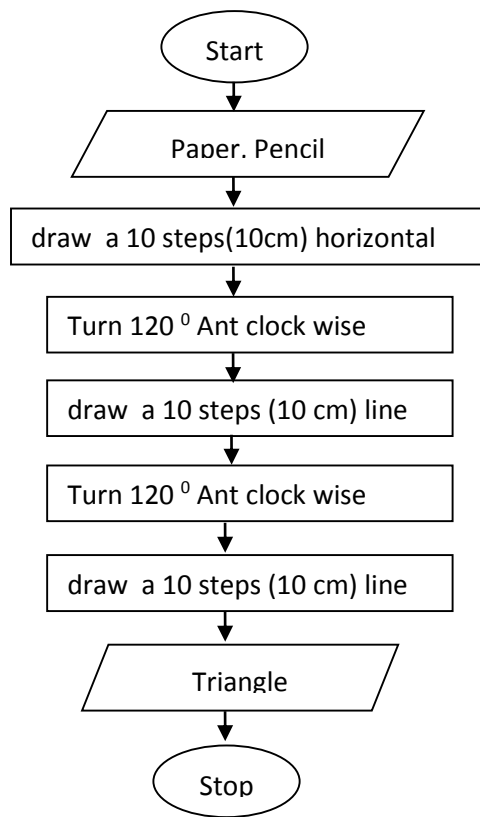 Start
Paper, Pencil
draw a 10 steps(10cm) horizontal
Turn 120 ⁰ Ant clock wise
draw a 10 steps (10 cm) line
Turn 120 ⁰ Ant clock wise
draw a 10 steps (10 cm) line
Triangle
Stop